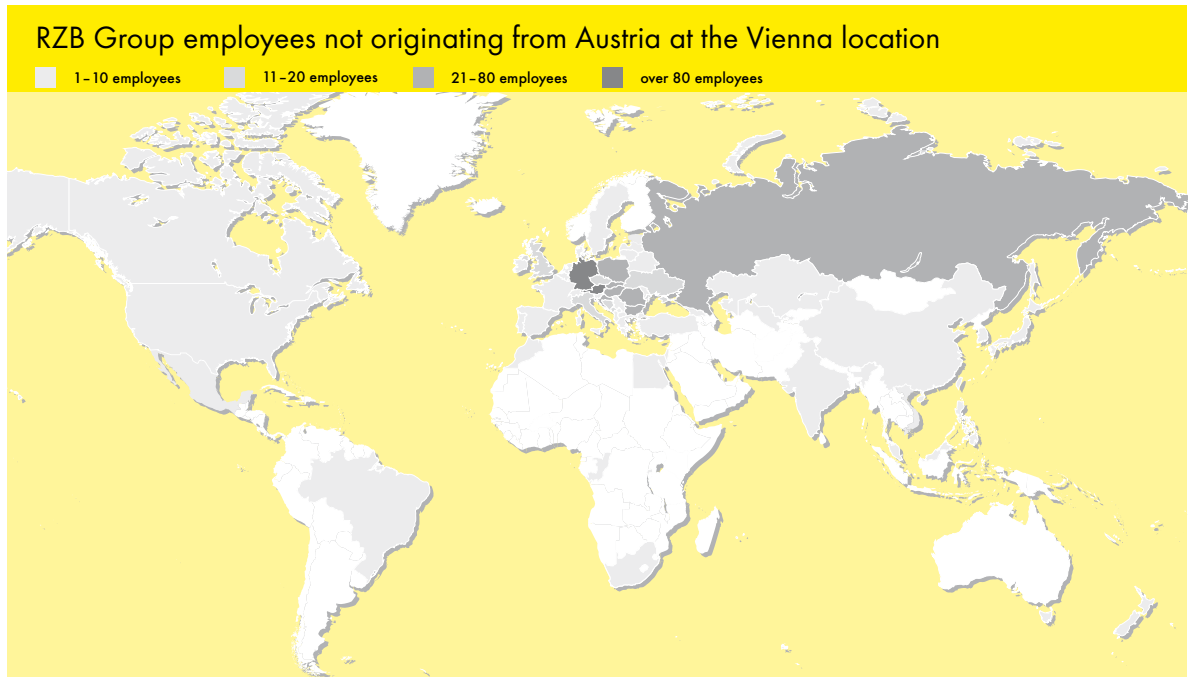 RZB Group employees not originating from Austria at the Vienna location
1–10 employees 11–20 employees 21–80 employees over 80 employees